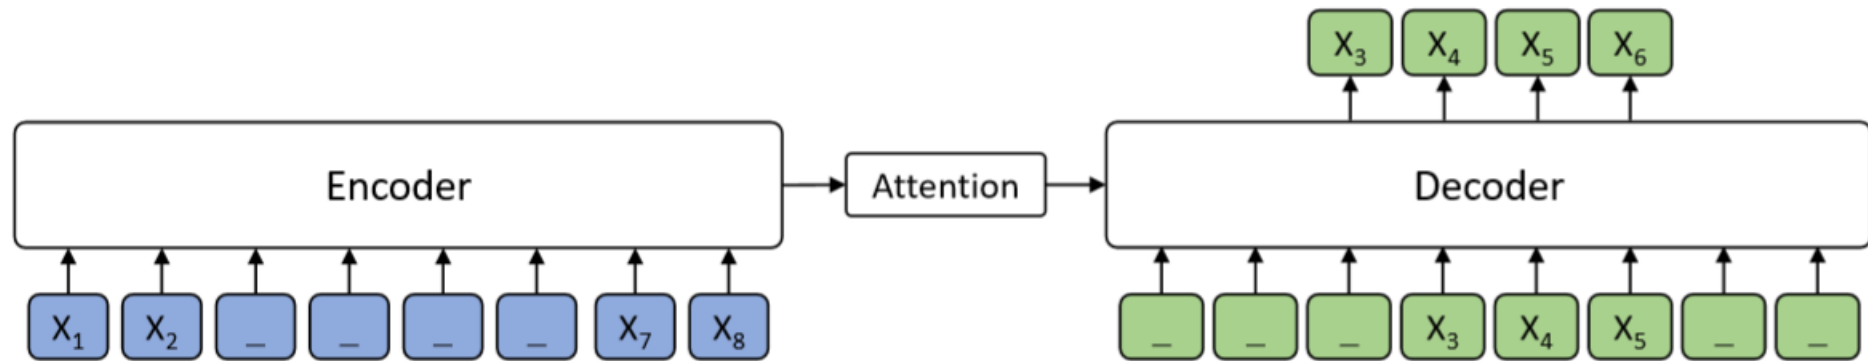 X₃ X₄ X₅ X₆
Encoder Attention Decoder
X₁ X₂ _ _ _ _ X₇ X₈ _ _ _ X₃ X₄ X₅ _ _